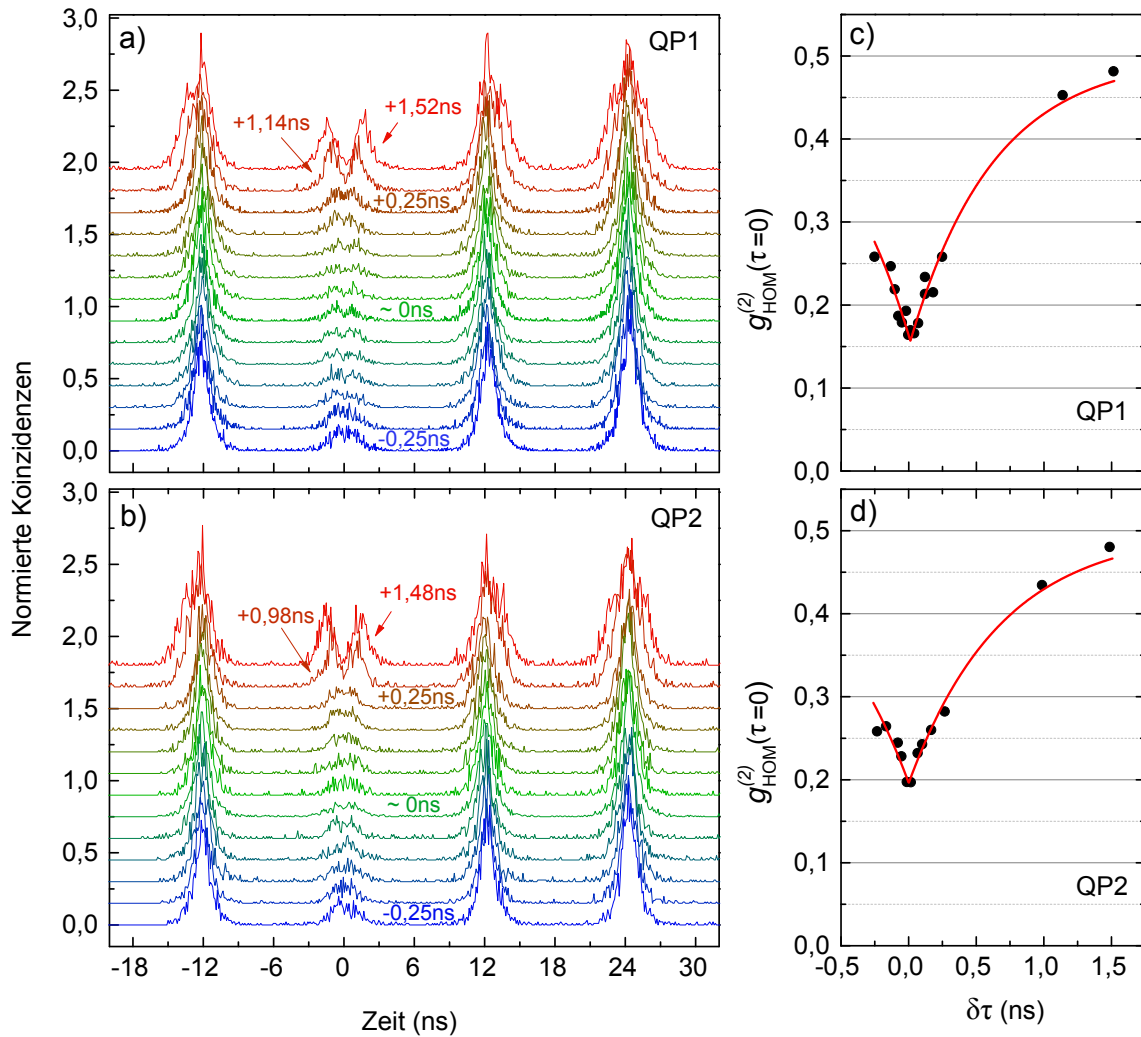 Normierte Koinzidenzen
a)
QP1
3,0
2,5
2,0
1,5
1,0
0,5
0,0
+1,14ns
+1,52ns
+0,25ns
~ 0ns
-0,25ns
b)
QP2
3,0
2,5
2,0
1,5
1,0
0,5
0,0
+0,98ns
+1,48ns
+0,25ns
~ 0ns
-0,25ns
-18 -12 -6 0 6 12 18 24 30
Zeit (ns)
c)
0,5
0,4
0,3
0,2
0,1
0,0
g(2)HOM(τ=0)
QP1
d)
0,5
0,4
0,3
0,2
0,1
0,0
g(2)HOM(τ=0)
QP2
-0,5 0,0 0,5 1,0 1,5
δτ (ns)